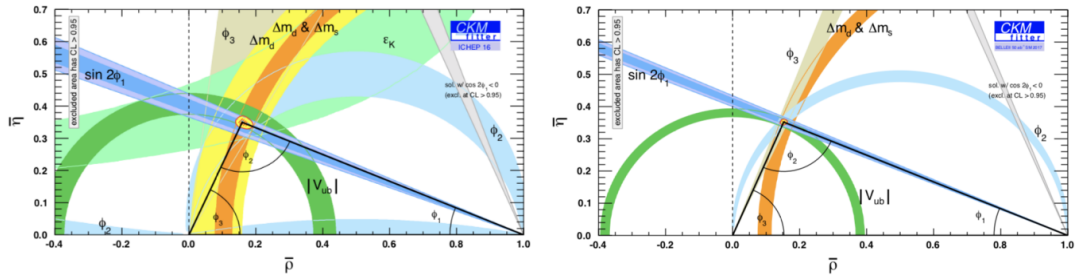 excluded area has CL > 0.95
ϕ3
Δmd
Δmd & Δms
εK
CKM
fitter
ICHEP 16
sin 2ϕ1
sol. w/ cos 2ϕ1 < 0
(excl. at CL > 0.95)
ϕ2
ϕ2
|Vub|
ϕ3
ϕ1
ϕ2
η̄
0.7
0.6
0.5
0.4
0.3
0.2
0.1
0.0
-0.4 -0.2 0.0 0.2 0.4 0.6 0.8 1.0
ρ̄
excluded area has CL > 0.95
Δmd & Δms
ϕ3
CKM
fitter
sin 2ϕ1
sol. w/ cos 2ϕ1 < 0
(excl. at CL > 0.95)
ϕ2
ϕ2
|Vub|
ϕ3
ϕ1
η̄
0.7
0.6
0.5
0.4
0.3
0.2
0.1
0.0
-0.4 -0.2 0.0 0.2 0.4 0.6 0.8 1.0
ρ̄